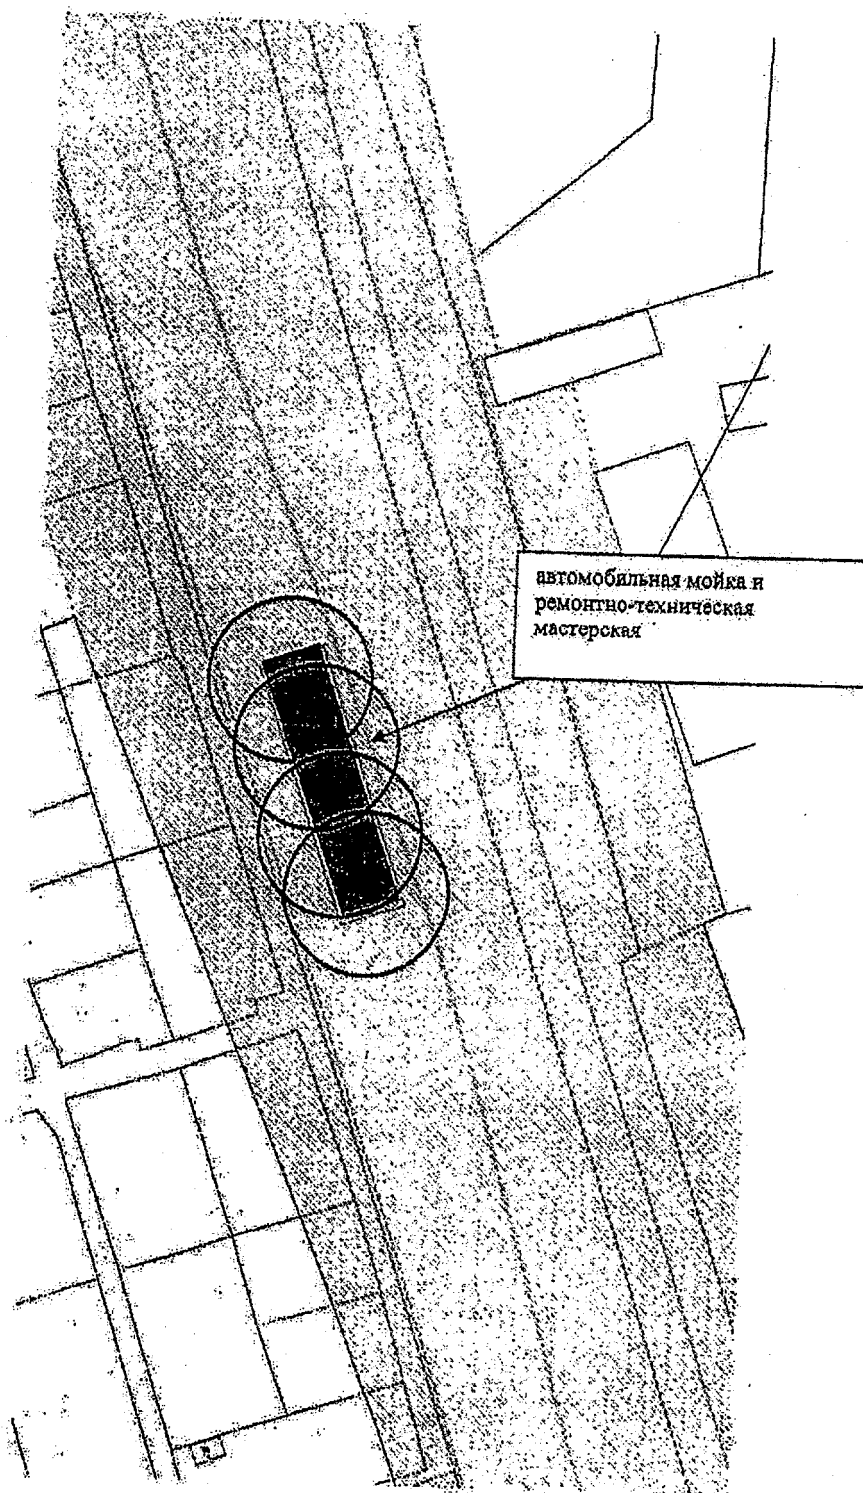 автомобильная мойка и
ремонтно-техническая
мастерская